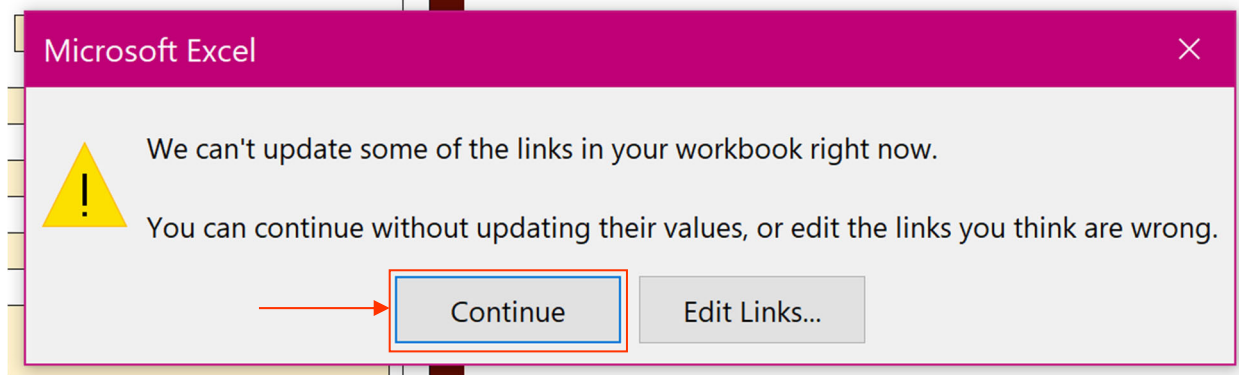 Microsoft Excel
We can't update some of the links in your workbook right now.
You can continue without updating their values, or edit the links you think are wrong.
Continue
Edit Links...